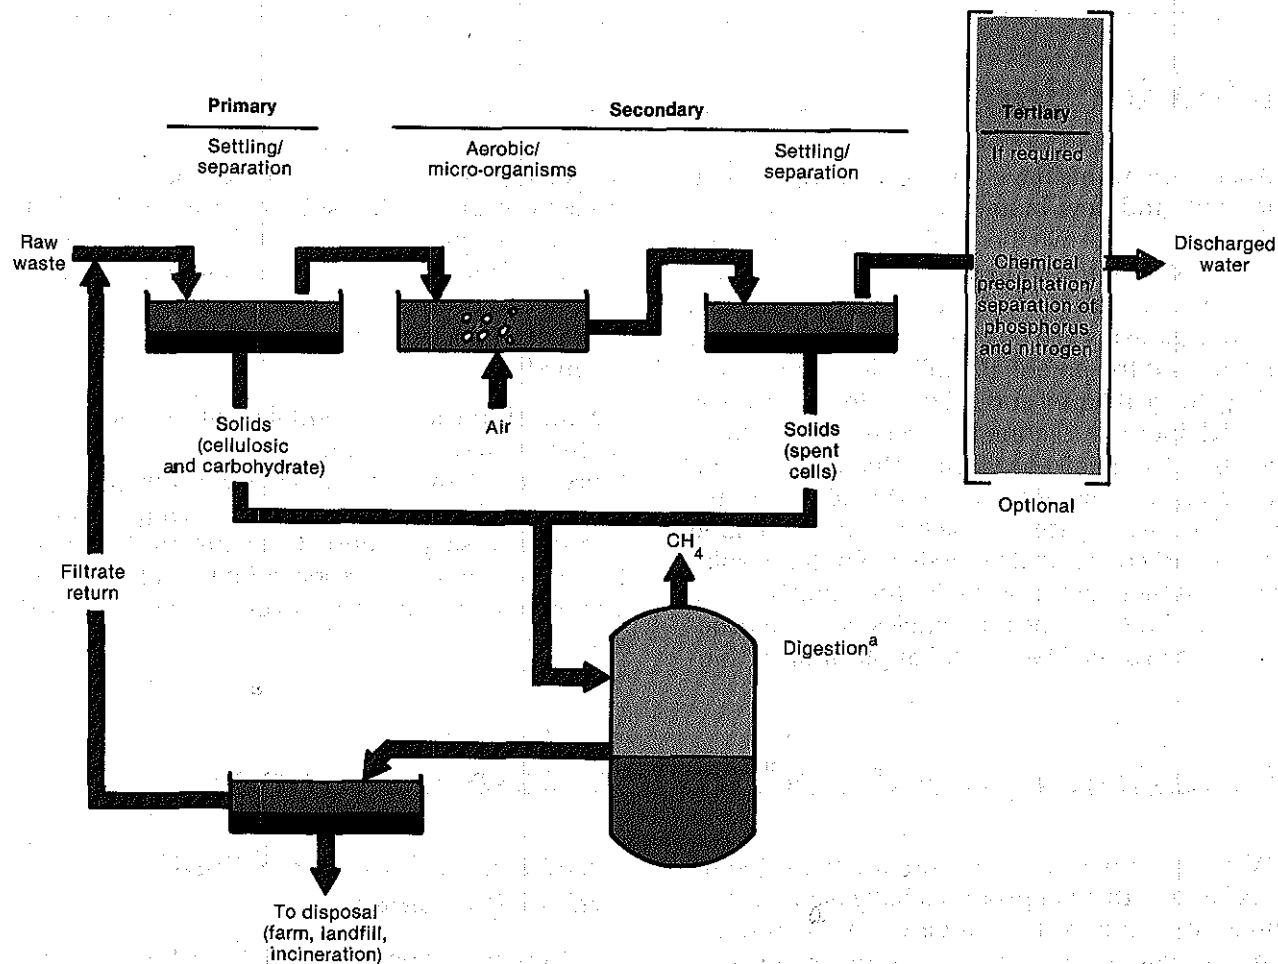 Primary
Settling/
separation
Secondary
Aerobic/
micro-organisms
Settling/
separation
Tertiary
If required
Chemical
precipitation/
separation of
phosphorus
and nitrogen
Optional
Raw
waste
Discharged
water
Solids
(cellulosic
and carbohydrate)
Air
Solids
(spent
cells)
Filtrate
return
CH4
Digestiona
To disposal
(farm, landfill,
incineration)